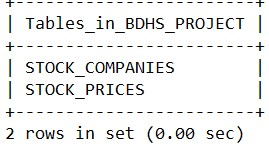 +-------------------------+
| Tables_in_BDHS_PROJECT |
+-------------------------+
| STOCK_COMPANIES |
| STOCK_PRICES |
+-------------------------+
2 rows in set (0.00 sec)